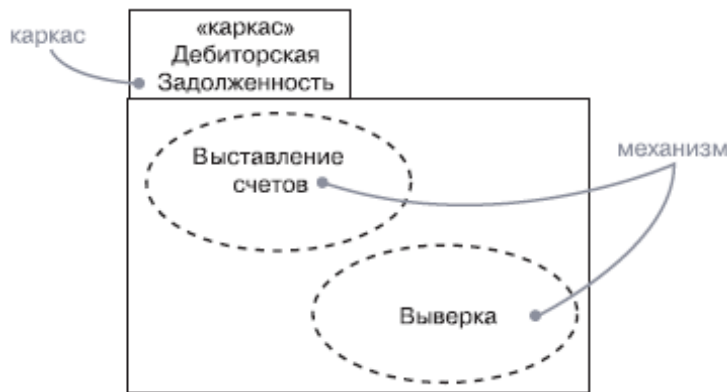 каркас
«каркас»
Дебиторская
Задолженность
Выставление
счетов
механизм
Выверка